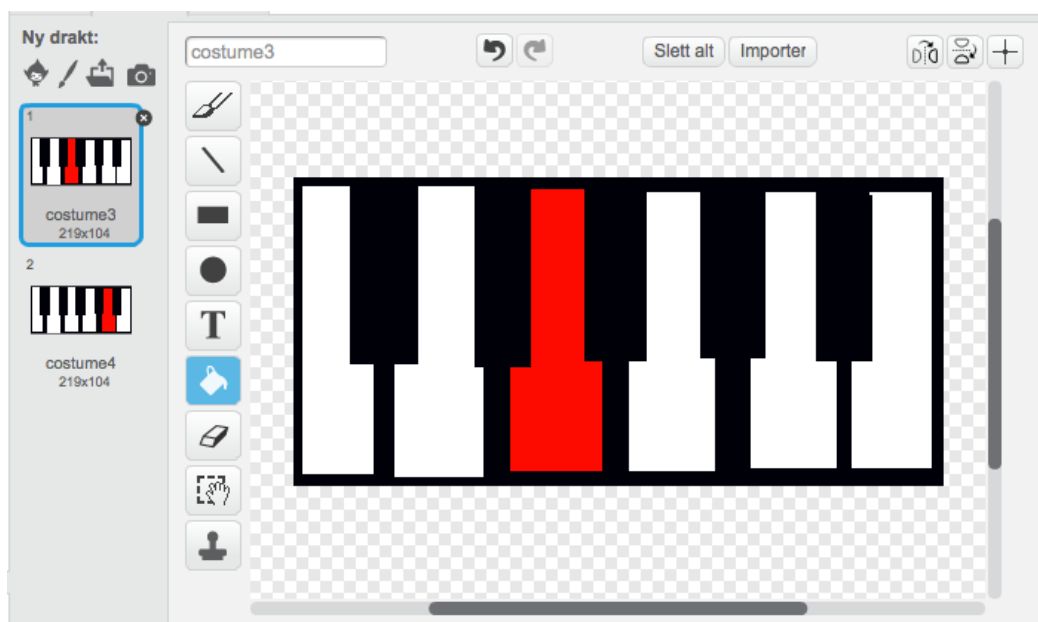 Ny drakt:
costume3
Slett alt
Importer
1
costume3
219x104
2
costume4
219x104
T